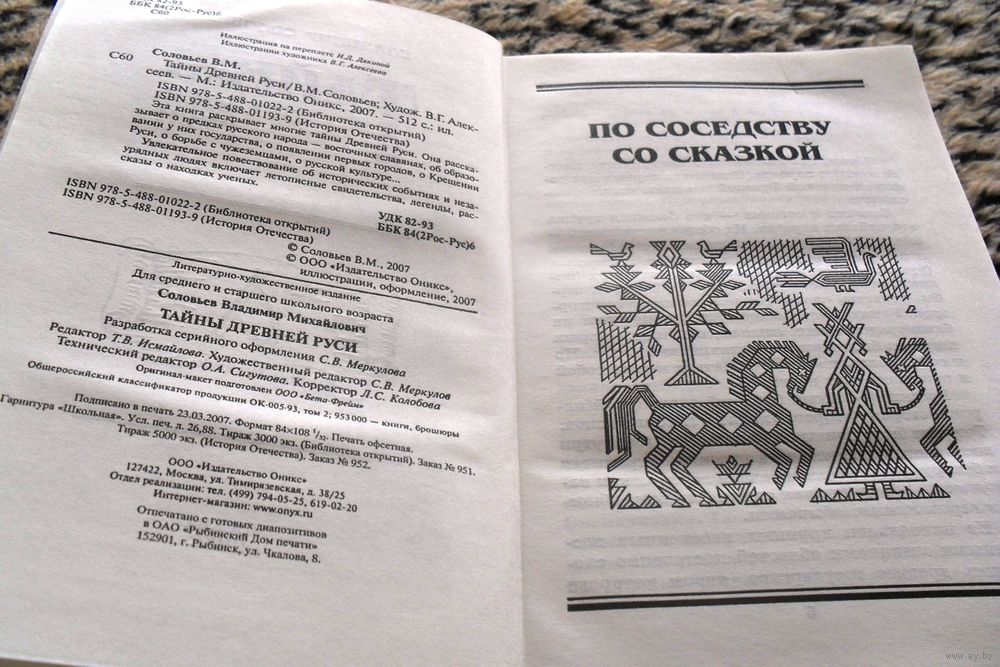 82-93
ББК 84(2Рос-Рус)6
С60
Иллюстрация на переплете И.Л. Дякиной
Иллюстрации художника В.Г. Алексеева
Соловьев В.М.
С60 Тайны Древней Руси/В.М. Соловьев; Худож. В.Г. Алек-
сеев. — М.: Издательство Оникс, 2007. — 512 с.: ил.
ISBN 978-5-488-01022-2 (Библиотека открытий)
ISBN 978-5-488-01193-9 (История Отечества)
Эта книга раскрывает многие тайны Древней Руси. Она расска-
зывает о предках русского народа — восточных славянах, об образо-
вании у них государства, о появлении первых городов, о Крещении
Руси, о борьбе с чужеземцами, о русской культуре...
Увлекательное повествование об исторических событиях и неза-
урядных людях включает летописные свидетельства, легенды, рас-
сказы о находках ученых.
УДК 82-93
ББК 84(2Рос-Рус)6
ISBN 978-5-488-01022-2 (Библиотека открытий)
ISBN 978-5-488-01193-9 (История Отечества)
© Соловьев В.М., 2007
© ООО «Издательство Оникс»,
иллюстрации, оформление, 2007
Литературно-художественное издание
Для среднего и старшего школьного возраста
Соловьев Владимир Михайлович
ТАЙНЫ ДРЕВНЕЙ РУСИ
Разработка серийного оформления С.В. Меркулова
Редактор Т.В. Исмайлова. Художественный редактор С.В. Меркулов
Технический редактор О.А. Сигутова. Корректор Л.С. Колобова
Оригинал-макет подготовлен ООО «Бета-Фрейм»
Общероссийский классификатор продукции ОК-005-93, том 2; 953 000 — книги, брошюры
Подписано в печать 23.03.2007. Формат 84×108 1/32. Печать офсетная.
Гарнитура «Школьная». Усл. печ. л. 26,88. Тираж 3000 экз. (Библиотека открытий). Заказ № 951.
Тираж 5000 экз. (История Отечества). Заказ № 952.
ООО «Издательство Оникс»
127422, Москва, ул. Тимирязевская, д. 38/25
Отдел реализации: тел. (499) 794-05-25, 619-02-20
Интернет-магазин: www.onyx.ru
Отпечатано с готовых диапозитивов
в ОАО «Рыбинский Дом печати»
152901, г. Рыбинск, ул. Чкалова, 8.
ПО СОСЕДСТВУ
СО СКАЗКОЙ
www.ay.by